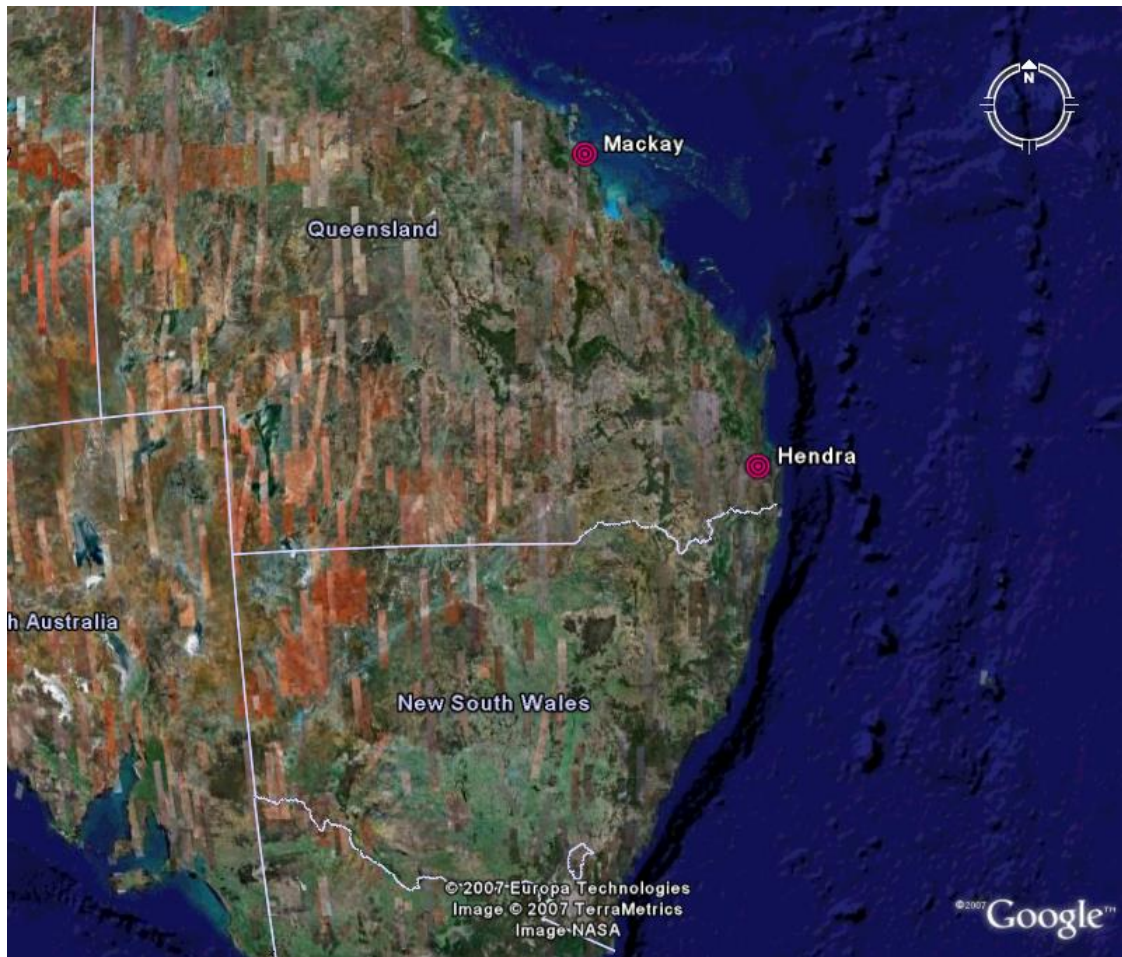 N
Mackay
Queensland
Hendra
h Australia
New South Wales
© 2007 Europa Technologies
Image © 2007 TerraMetrics
Image NASA
©2007 Google™